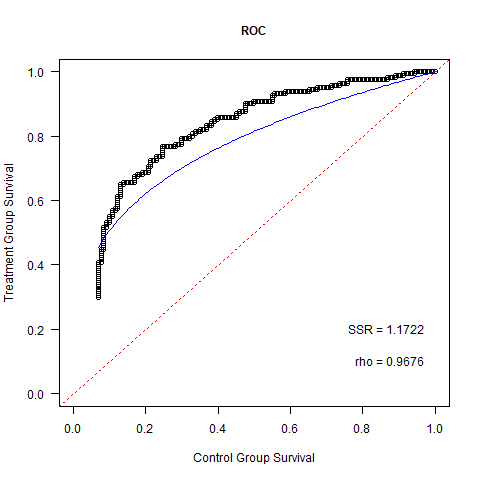 ROC
Treatment Group Survival
1.0
0.8
0.6
0.4
0.2
0.0
SSR = 1.1722
rho = 0.9676
0.0 0.2 0.4 0.6 0.8 1.0
Control Group Survival